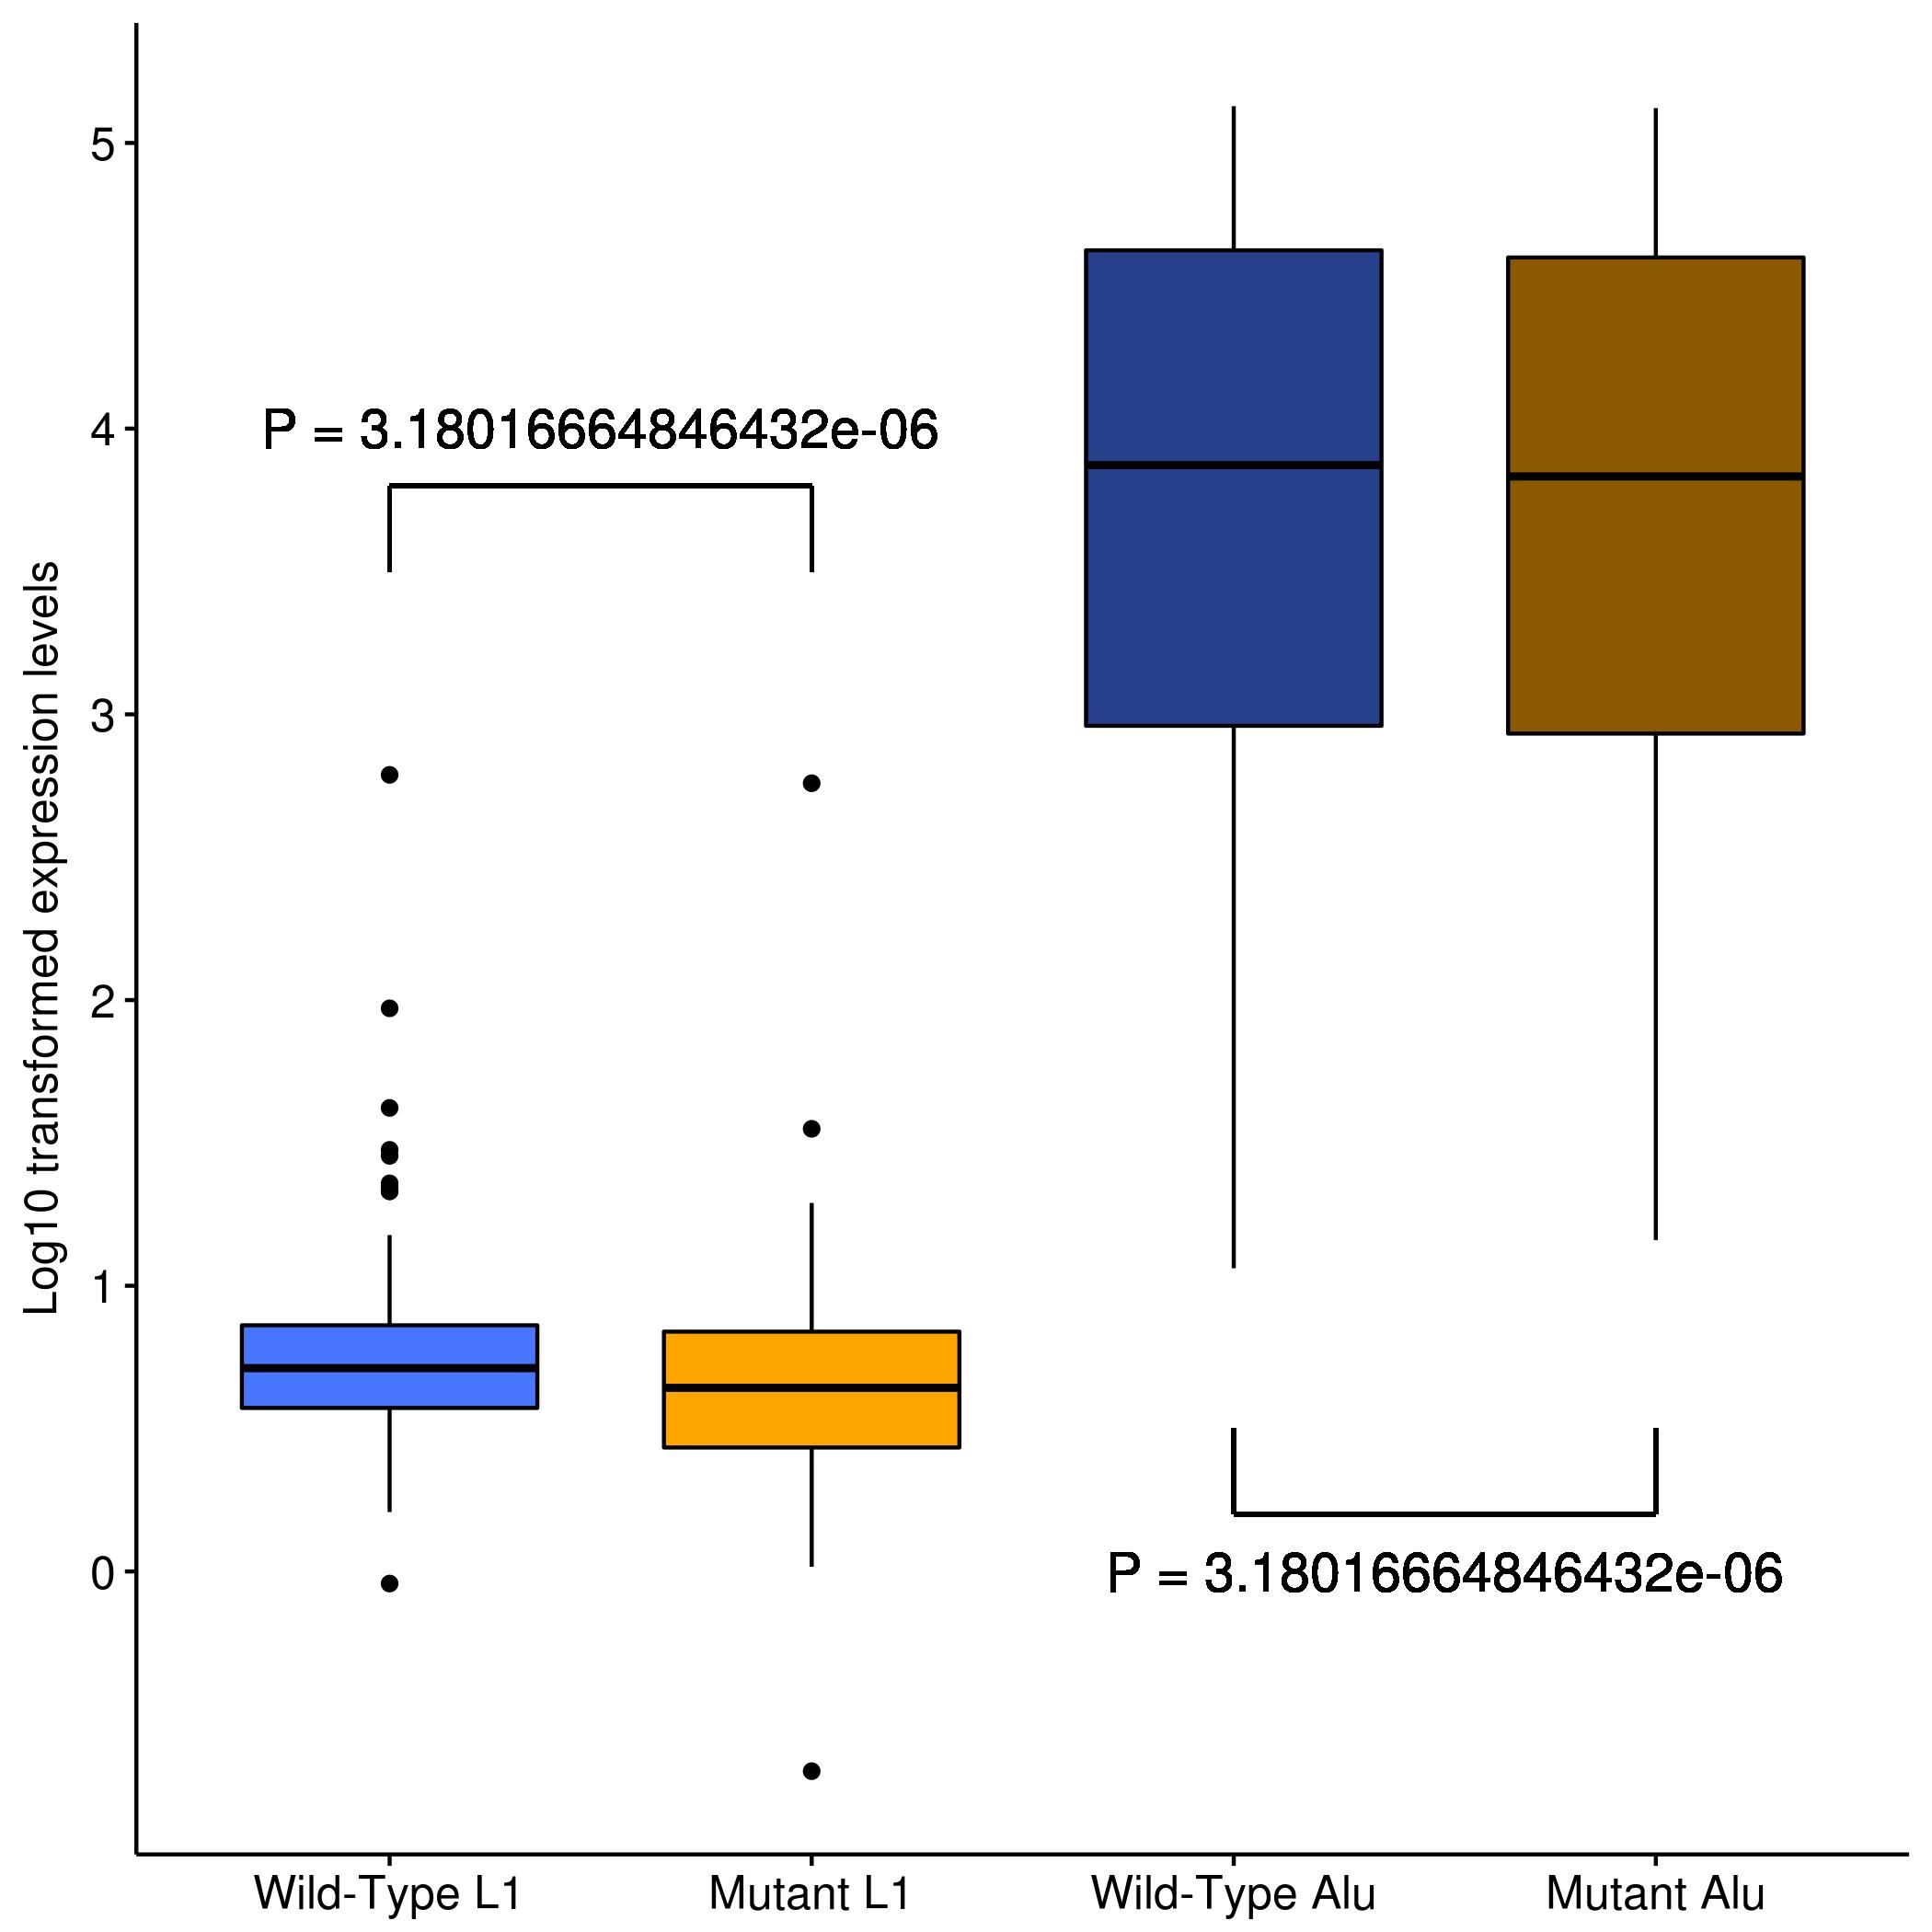 Log10 transformed expression levels
5
4
3
2
1
0
P = 3.18016664846432e-06
P = 3.18016664846432e-06
Wild-Type L1
Mutant L1
Wild-Type Alu
Mutant Alu